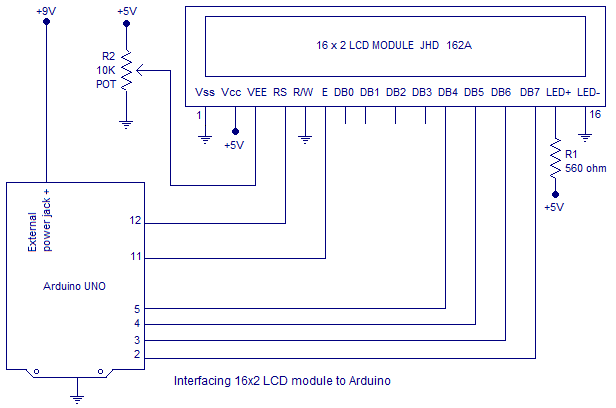 +9V
+5V
R2
10K
POT
16 x 2 LCD MODULE JHD 162A
Vss Vcc VEE RS R/W E DB0 DB1 DB2 DB3 DB4 DB5 DB6 DB7 LED+ LED-
1
16
+5V
R1
560 ohm
+5V
External
power jack +
12
11
Arduino UNO
5
4
3
2
Interfacing 16x2 LCD module to Arduino